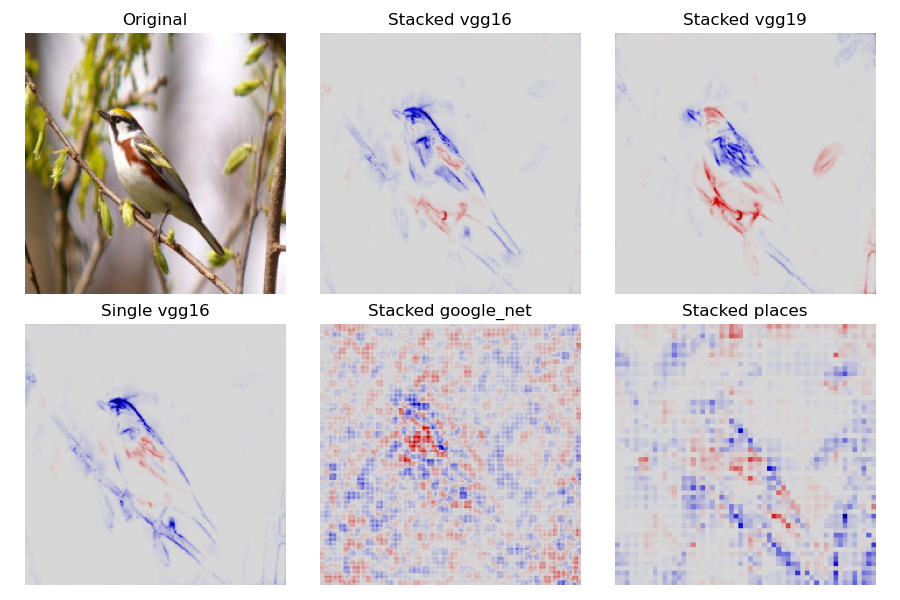 Original
Stacked vgg16
Stacked vgg19
Single vgg16
Stacked google_net
Stacked places